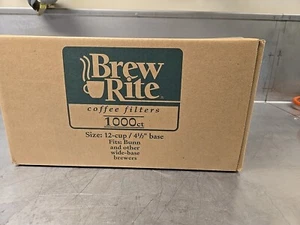 Brew
Rite
coffee filters
1000ct
Size: 12-cup / 4½" base
Fits: Bunn
and other
wide-base
brewers